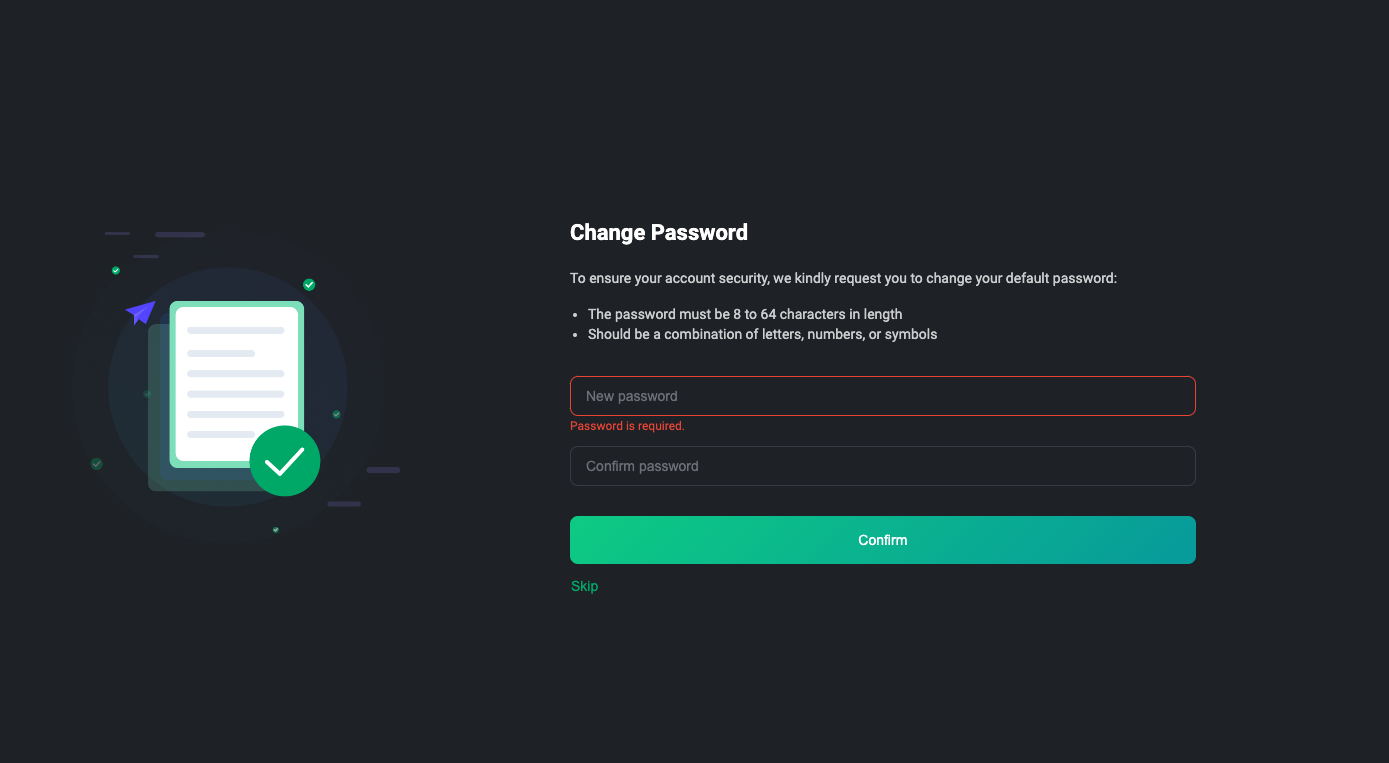 Change Password
To ensure your account security, we kindly request you to change your default password:
• The password must be 8 to 64 characters in length
• Should be a combination of letters, numbers, or symbols
New password
Password is required.
Confirm password
Confirm
Skip